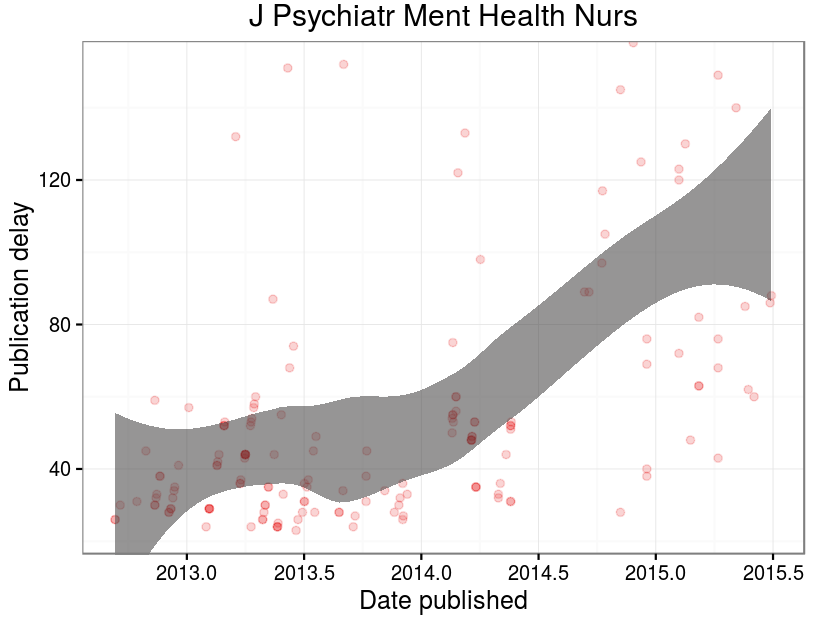 J Psychiatr Ment Health Nurs
Publication delay
120
80
40
2013.0 2013.5 2014.0 2014.5 2015.0 2015.5
Date published